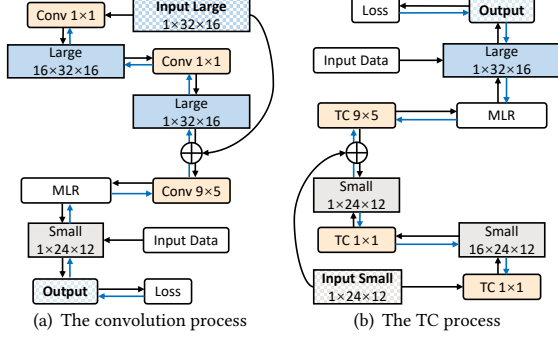 Conv 1×1
Input Large
1×32×16
Large
16×32×16
Conv 1×1
Large
1×32×16
MLR
Conv 9×5
Small
1×24×12
Input Data
Output
Loss
(a) The convolution process
Loss
Output
Input Data
Large
1×32×16
TC 9×5
MLR
Small
1×24×12
TC 1×1
Small
16×24×12
Input Small
1×24×12
TC 1×1
(b) The TC process